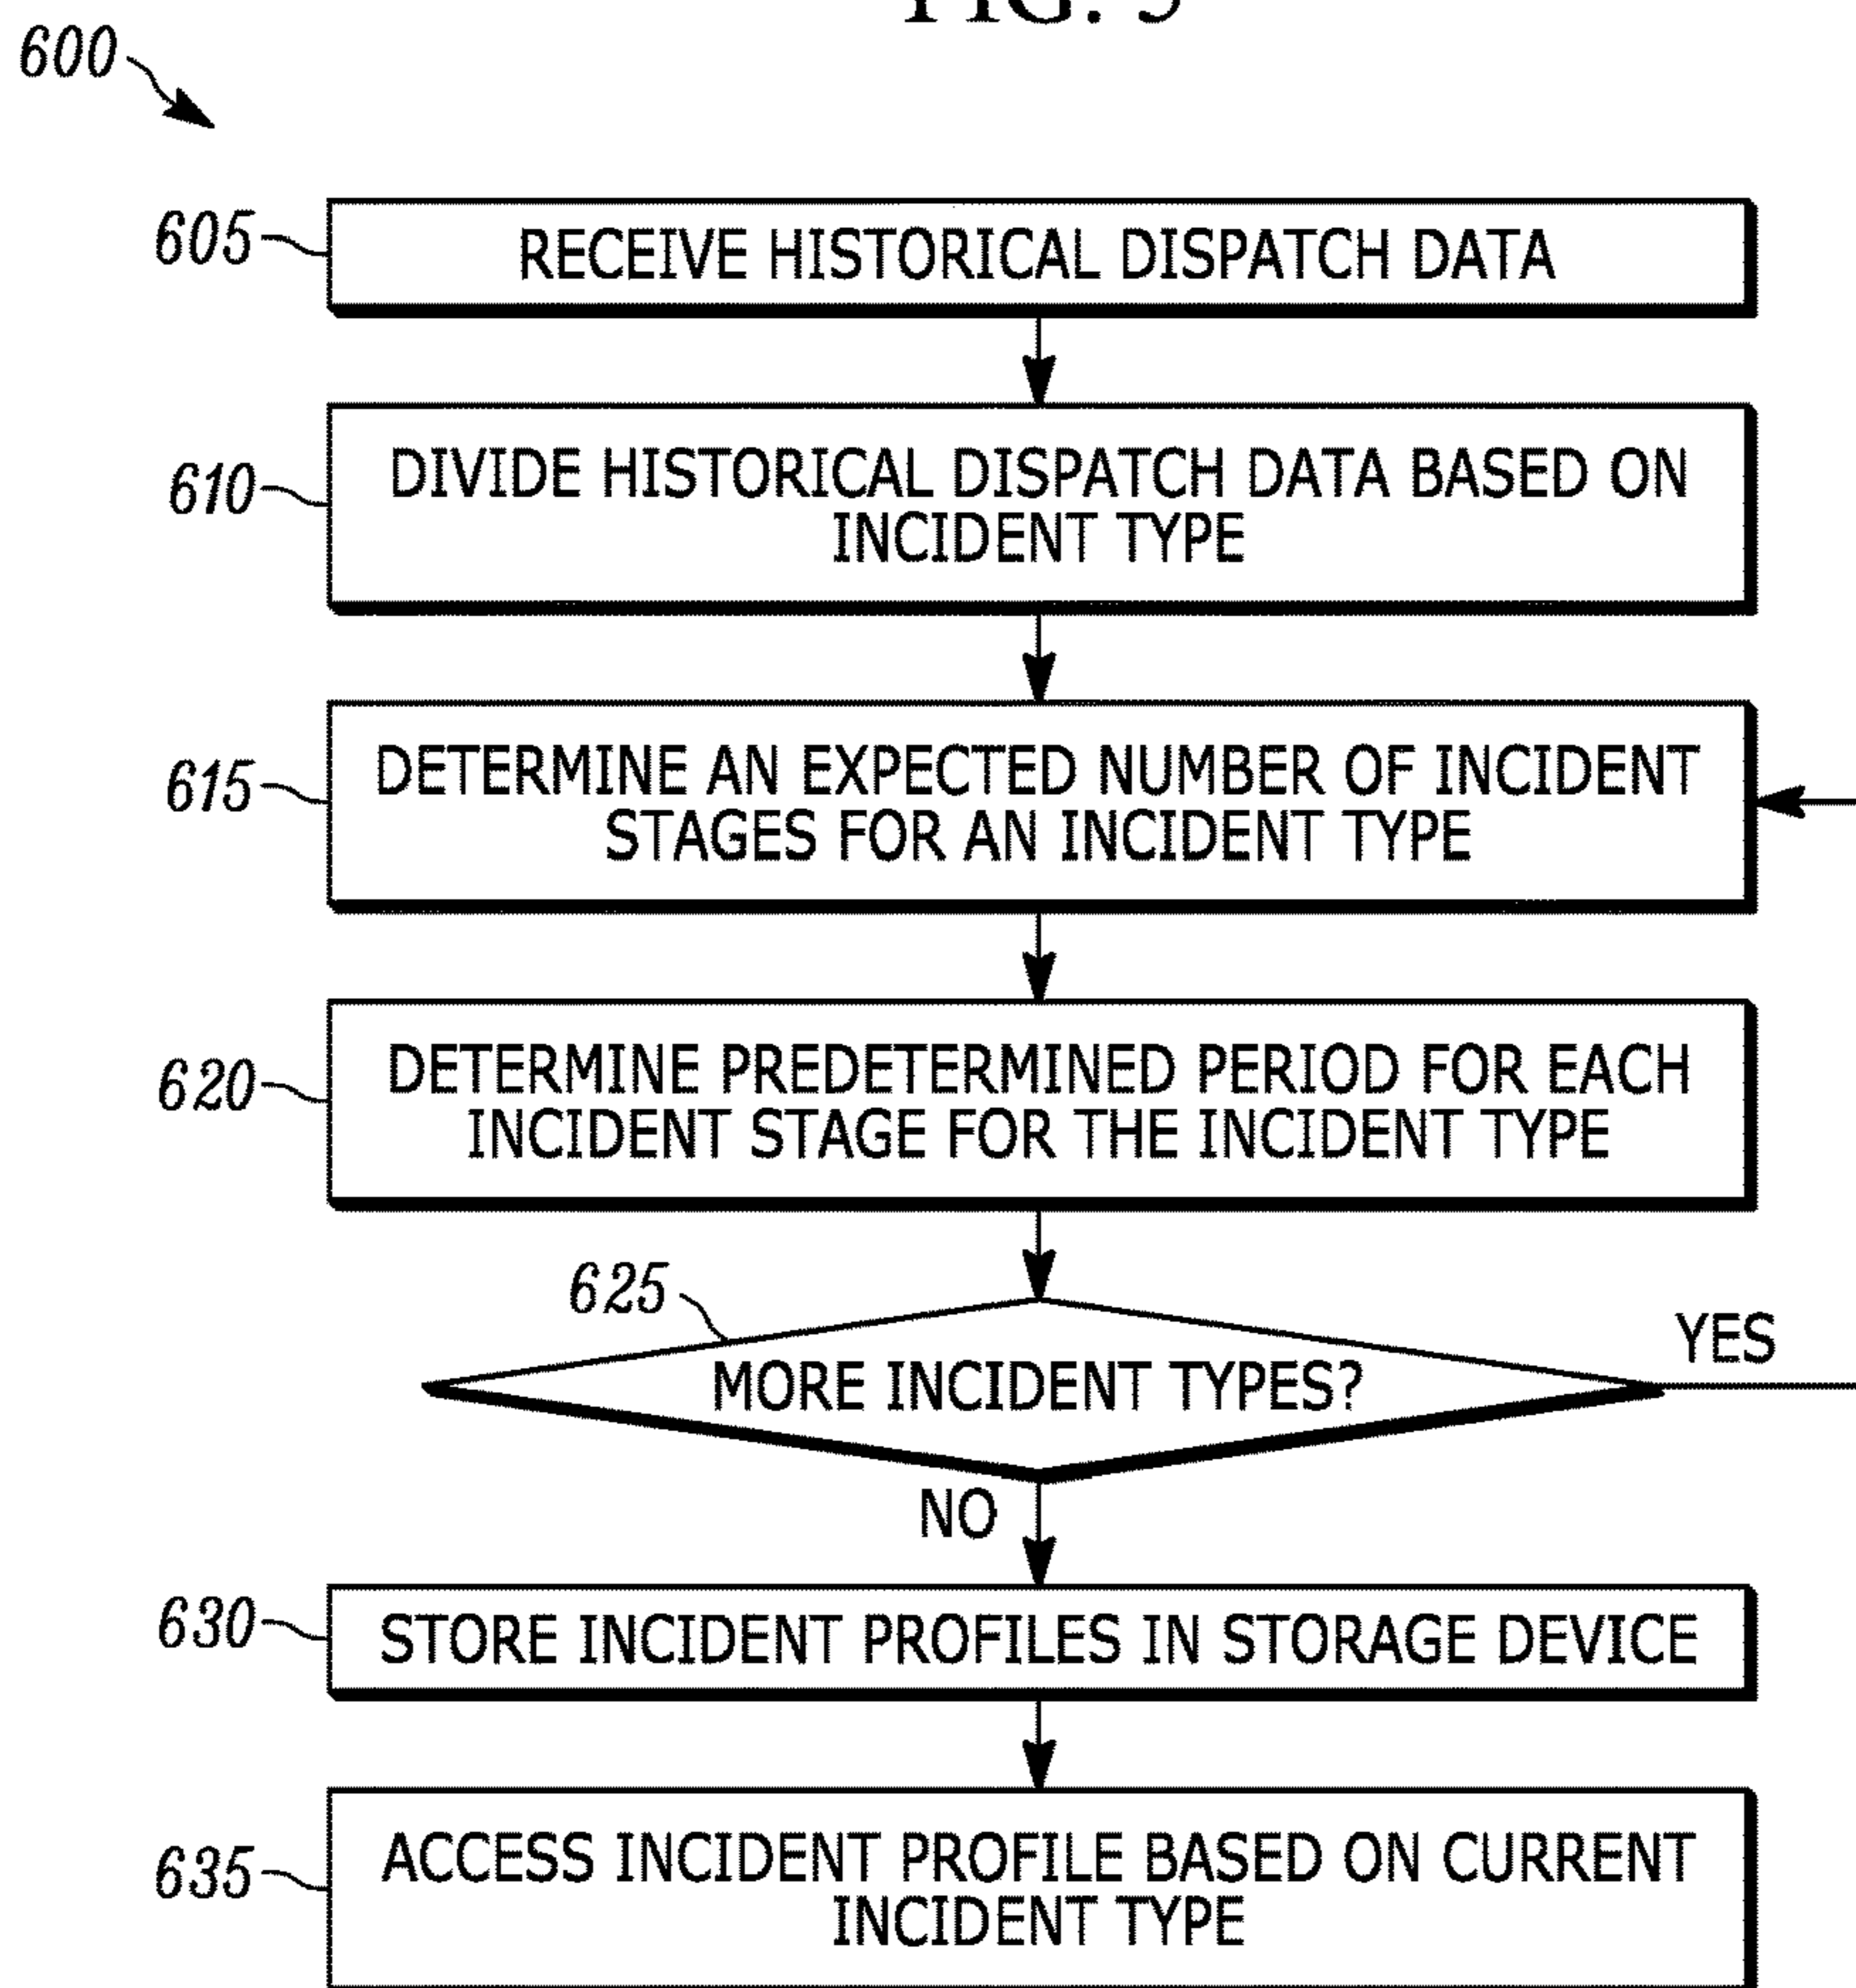 600
605
RECEIVE HISTORICAL DISPATCH DATA
610
DIVIDE HISTORICAL DISPATCH DATA BASED ON
INCIDENT TYPE
615
DETERMINE AN EXPECTED NUMBER OF INCIDENT
STAGES FOR AN INCIDENT TYPE
620
DETERMINE PREDETERMINED PERIOD FOR EACH
INCIDENT STAGE FOR THE INCIDENT TYPE
625
MORE INCIDENT TYPES?
YES
NO
630
STORE INCIDENT PROFILES IN STORAGE DEVICE
635
ACCESS INCIDENT PROFILE BASED ON CURRENT
INCIDENT TYPE